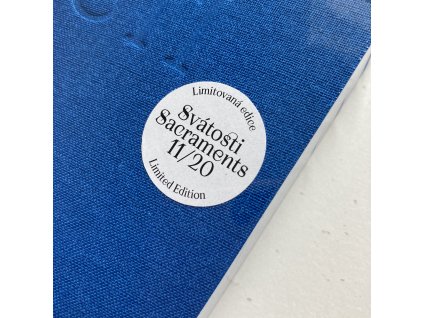 Limitovaná edice
Svátosti
Sacraments
11/20
Limited Edition